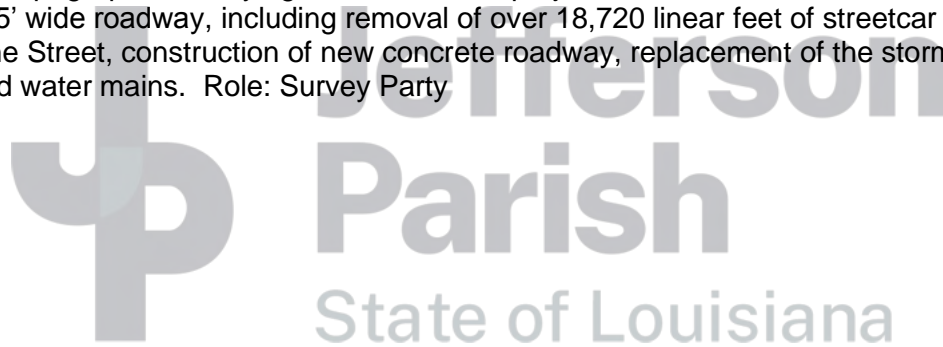 5’ wide roadway, including removal of over 18,720 linear feet of streetcar
e Street, construction of new concrete roadway, replacement of the storm
d water mains.  Role: Survey Party
Jefferson
JP
Parish
State of Louisiana